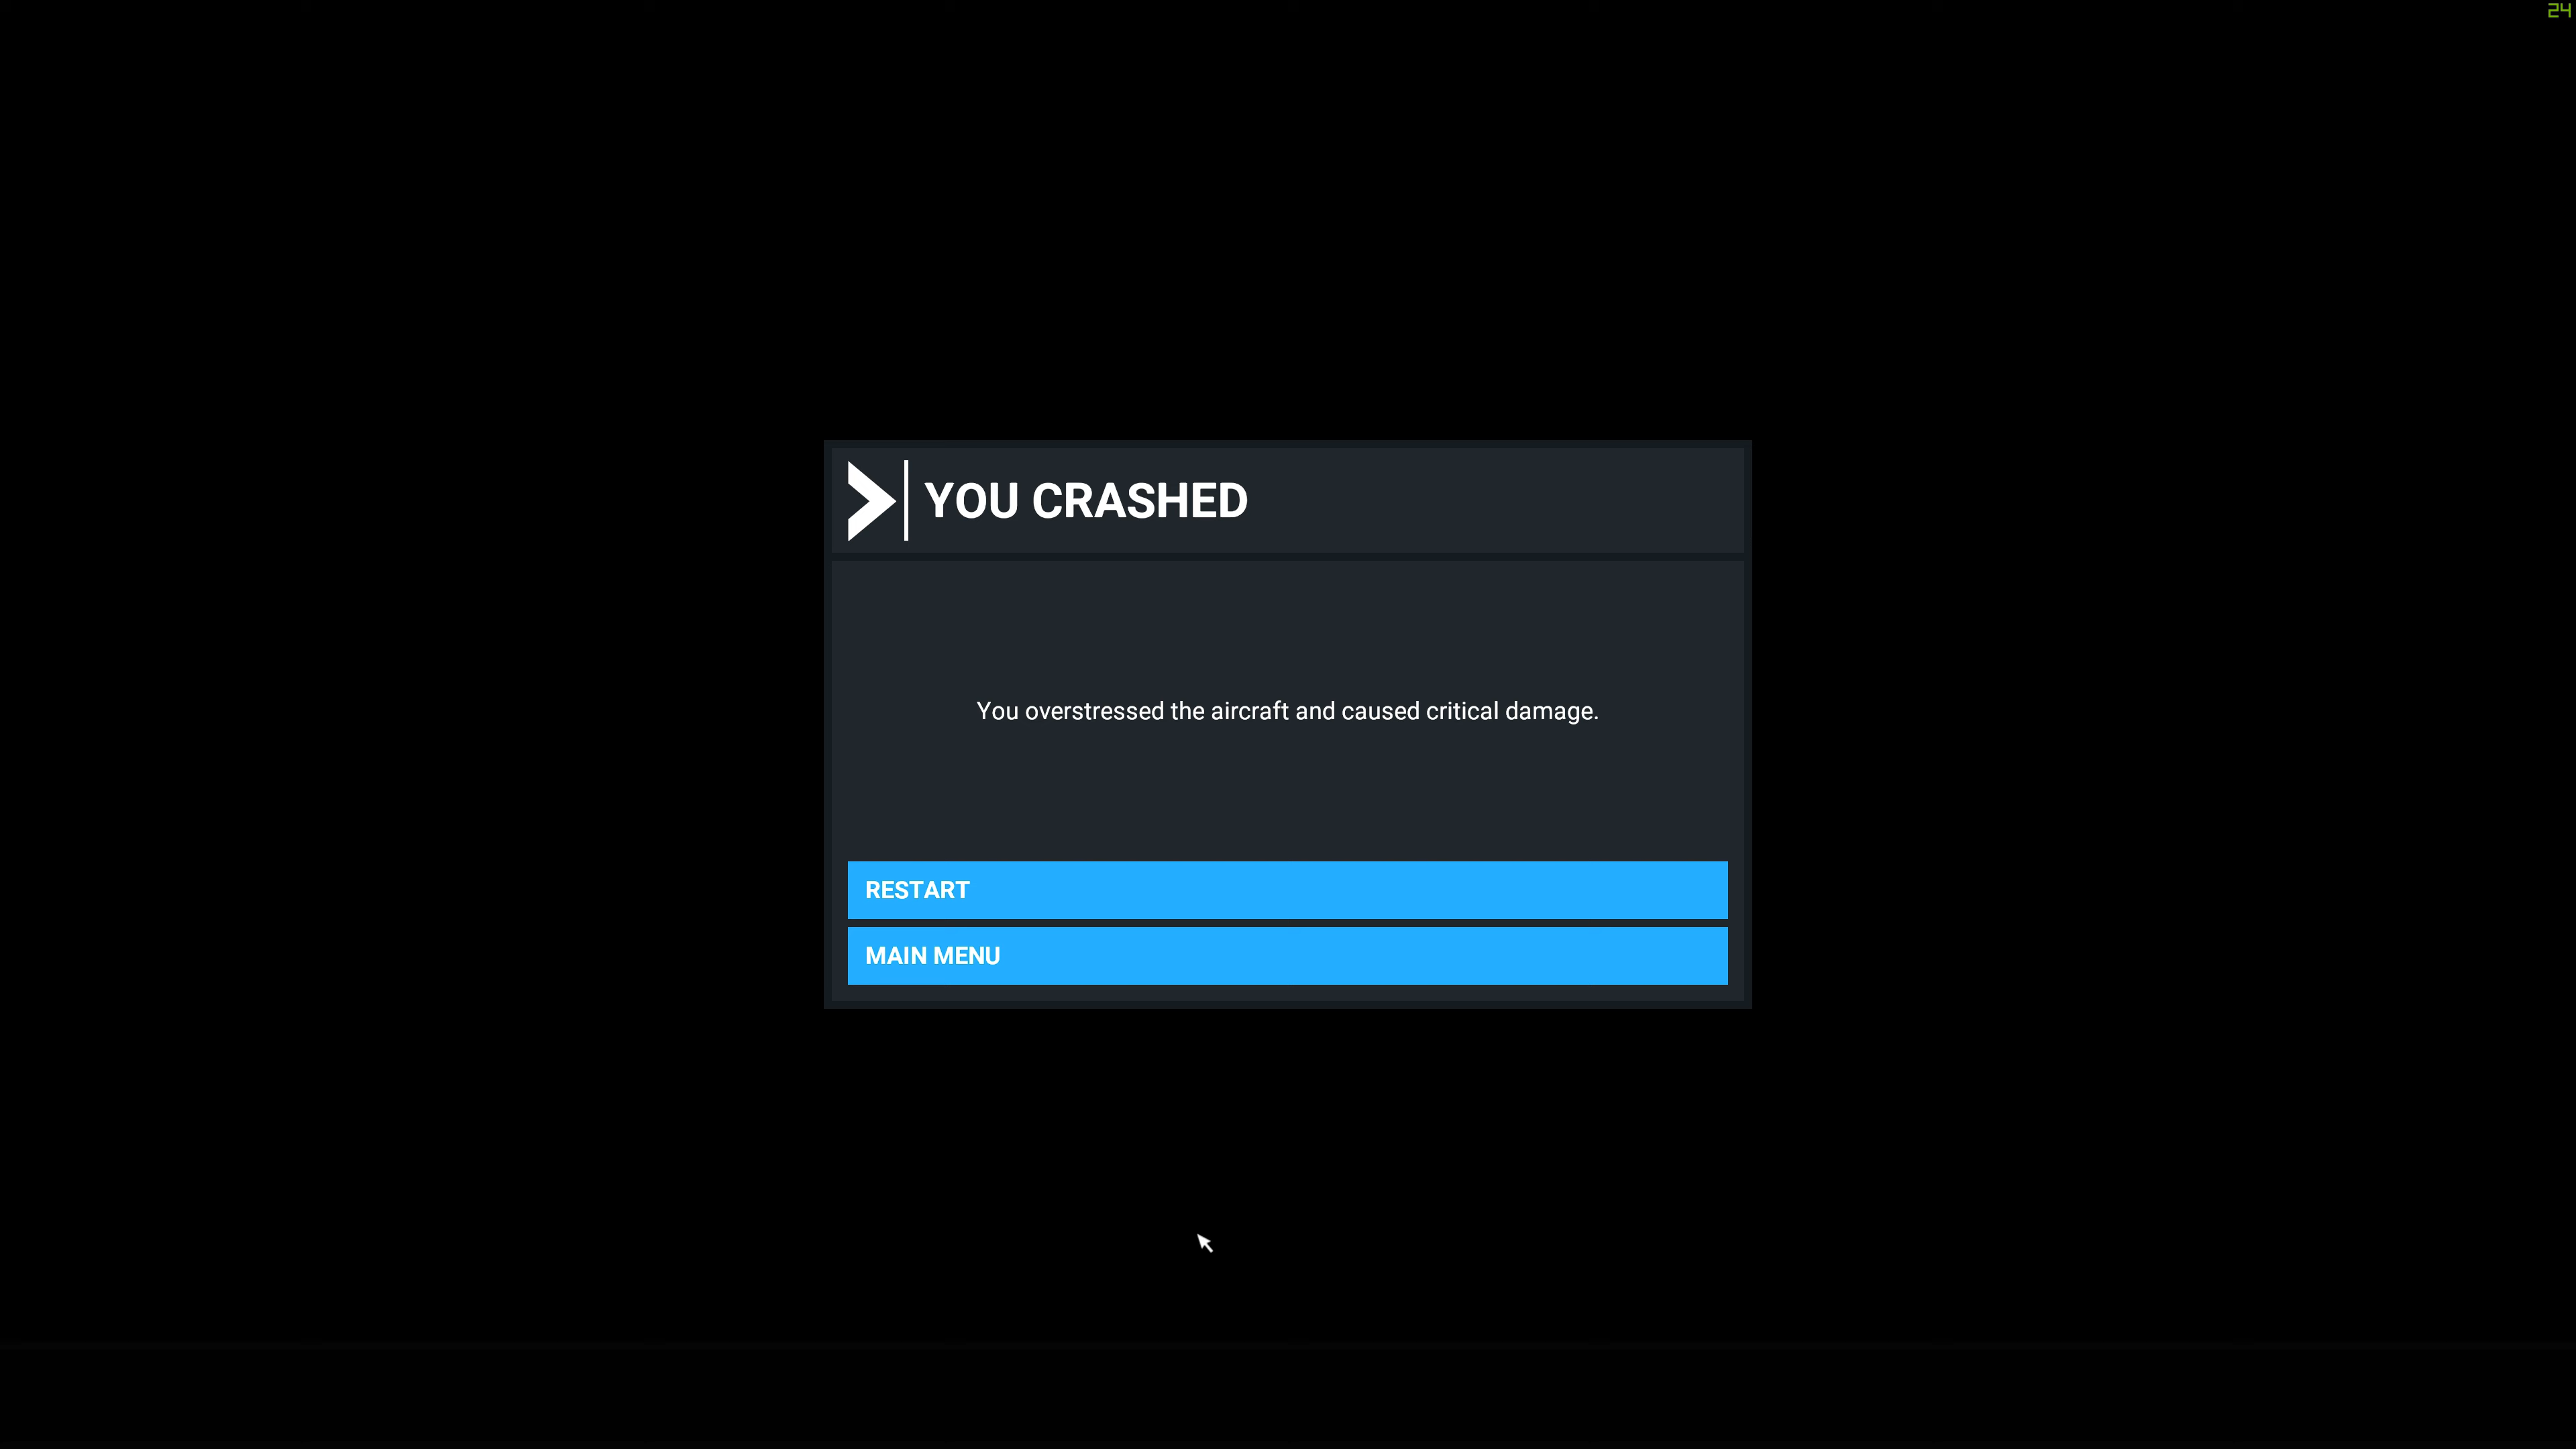 24
YOU CRASHED
You overstressed the aircraft and caused critical damage.
RESTART
MAIN MENU